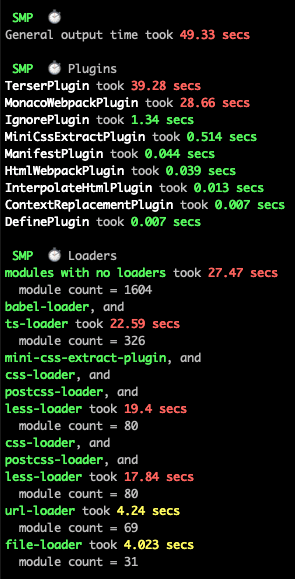 SMP ⏱
General output time took 49.33 secs
SMP ⏱ Plugins
TerserPlugin took 39.28 secs
MonacoWebpackPlugin took 28.66 secs
IgnorePlugin took 1.34 secs
MiniCssExtractPlugin took 0.514 secs
ManifestPlugin took 0.044 secs
HtmlWebpackPlugin took 0.039 secs
InterpolateHtmlPlugin took 0.013 secs
ContextReplacementPlugin took 0.007 secs
DefinePlugin took 0.007 secs
SMP ⏱ Loaders
modules with no loaders took 27.47 secs
module count = 1604
babel-loader, and
ts-loader took 22.59 secs
module count = 326
mini-css-extract-plugin, and
css-loader, and
postcss-loader, and
less-loader took 19.4 secs
module count = 80
css-loader, and
postcss-loader, and
less-loader took 17.84 secs
module count = 80
url-loader took 4.24 secs
module count = 69
file-loader took 4.023 secs
module count = 31